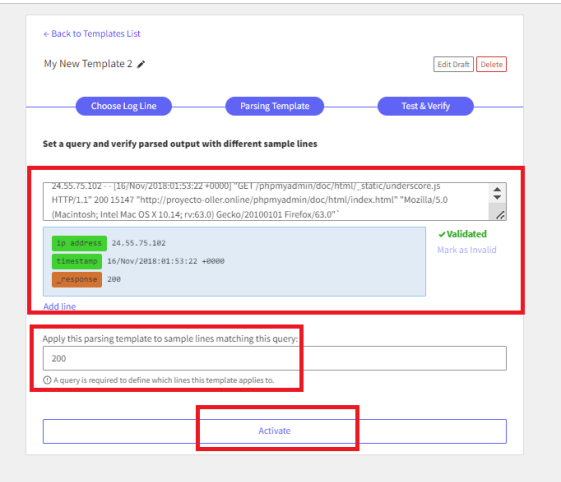 ← Back to Templates List
My New Template 2
Edit Draft Delete
Choose Log Line Parsing Template Test & Verify
Set a query and verify parsed output with different sample lines
24.55.75.102 - - [16/Nov/2018:01:53:22 +0000] "GET /phpmyadmin/doc/html/_static/underscore.js
HTTP/1.1" 200 15147 "http://proyecto-oller.online/phpmyadmin/doc/html/index.html" "Mozilla/5.0
(Macintosh; Intel Mac OS X 10.14; rv:63.0) Gecko/20100101 Firefox/63.0"`
✓Validated
ip address 24.55.75.102
Mark as Invalid
timestamp 16/Nov/2018:01:53:22 +0000
_response 200
Add line
Apply this parsing template to sample lines matching this query:
200
A query is required to define which lines this template applies to.
Activate